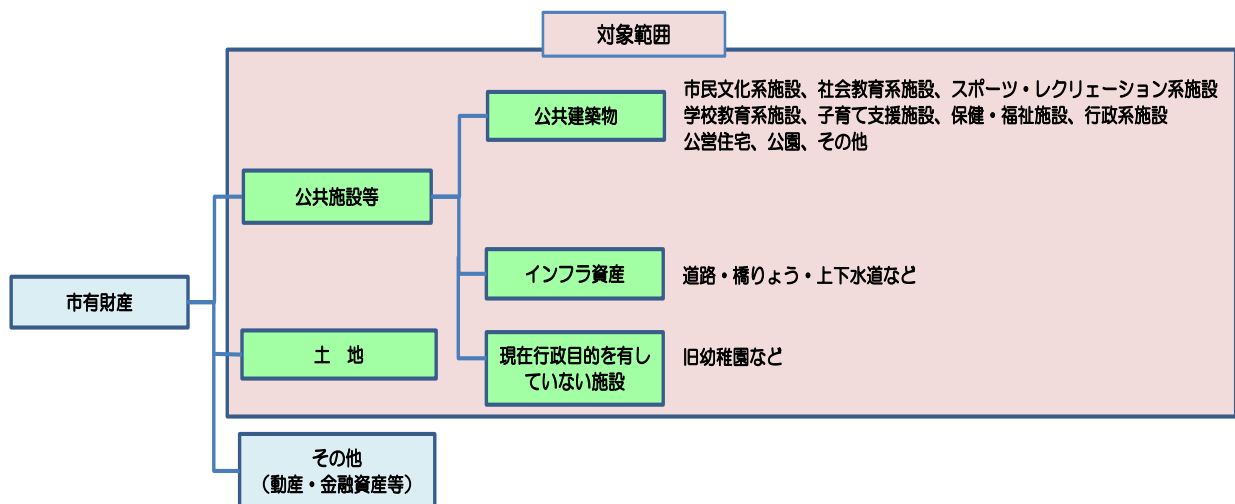 対象範囲
公共建築物
市民文化系施設、社会教育系施設、スポーツ・レクリェーション系施設
学校教育系施設、子育て支援施設、保健・福祉施設、行政系施設
公営住宅、公園、その他
公共施設等
インフラ資産
道路・橋りょう・上下水道など
市有財産
土　地
現在行政目的を有し
ていない施設
旧幼稚園など
その他
（動産・金融資産等）